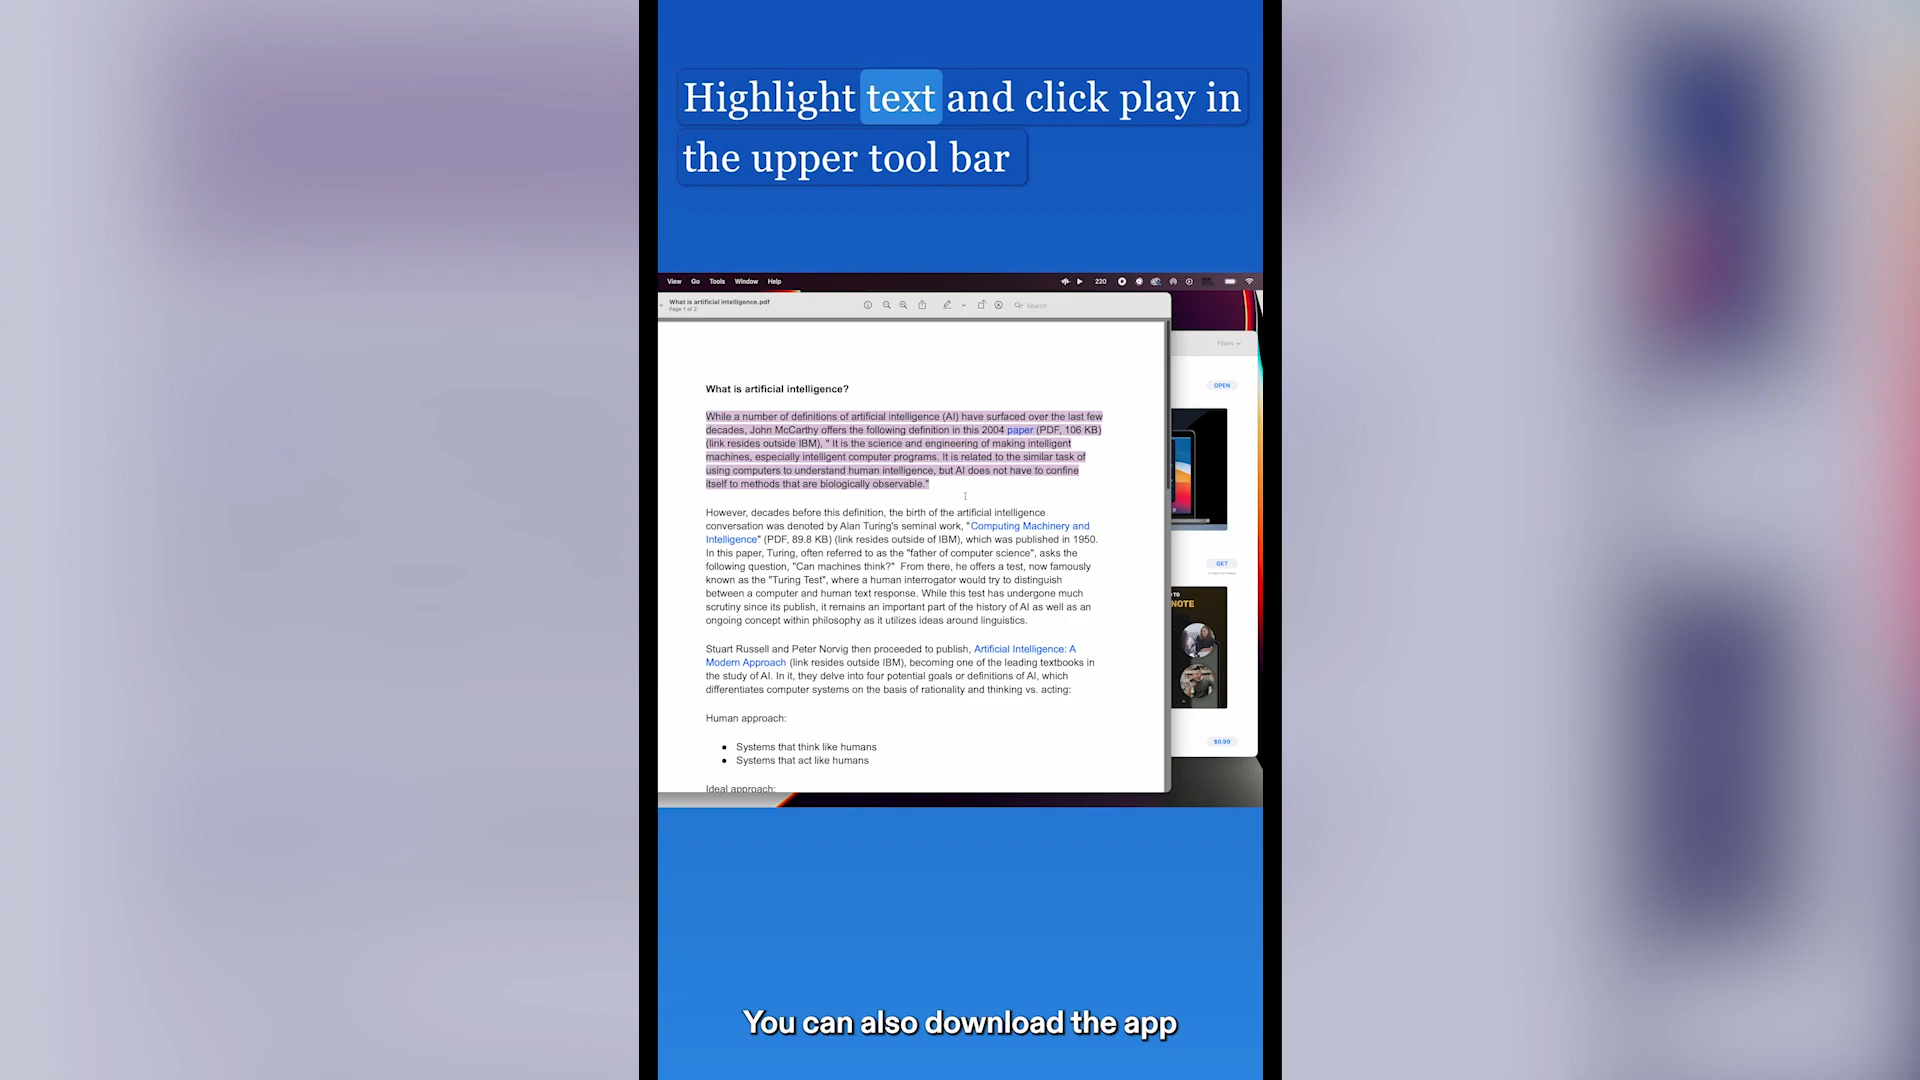 Highlight text and click play in
the upper tool bar
View Go Tools Window Help
220
What is artificial intelligence.pdf
Page 1 of 2
Search
Filters
OPEN
What is artificial intelligence?
While a number of definitions of artificial intelligence (AI) have surfaced over the last few
decades, John McCarthy offers the following definition in this 2004 paper (PDF, 106 KB)
(link resides outside IBM), " It is the science and engineering of making intelligent
machines, especially intelligent computer programs. It is related to the similar task of
using computers to understand human intelligence, but AI does not have to confine
itself to methods that are biologically observable."
However, decades before this definition, the birth of the artificial intelligence
conversation was denoted by Alan Turing's seminal work, "Computing Machinery and
Intelligence" (PDF, 89.8 KB) (link resides outside of IBM), which was published in 1950.
In this paper, Turing, often referred to as the "father of computer science", asks the
following question, "Can machines think?"  From there, he offers a test, now famously
known as the "Turing Test", where a human interrogator would try to distinguish
between a computer and human text response. While this test has undergone much
scrutiny since its publish, it remains an important part of the history of AI as well as an
ongoing concept within philosophy as it utilizes ideas around linguistics.
Stuart Russell and Peter Norvig then proceeded to publish, Artificial Intelligence: A
Modern Approach (link resides outside IBM), becoming one of the leading textbooks in
the study of AI. In it, they delve into four potential goals or definitions of AI, which
differentiates computer systems on the basis of rationality and thinking vs. acting:
Human approach:
● Systems that think like humans
● Systems that act like humans
Ideal approach:
GET
TO
NOTE
$0.99
You can also download the app